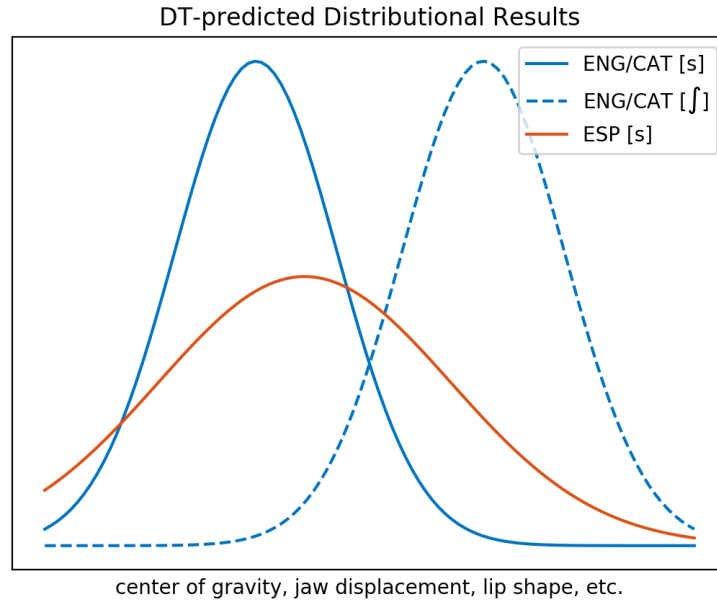 DT-predicted Distributional Results
ENG/CAT [s]
ENG/CAT [∫]
ESP [s]
center of gravity, jaw displacement, lip shape, etc.